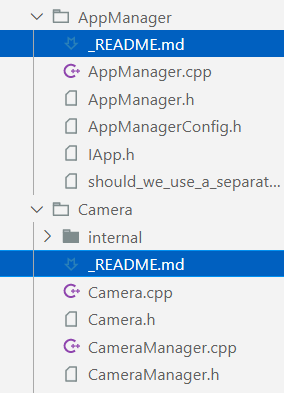 AppManager
_README.md
AppManager.cpp
AppManager.h
AppManagerConfig.h
IApp.h
should_we_use_a_separat...
Camera
internal
_README.md
Camera.cpp
Camera.h
CameraManager.cpp
CameraManager.h